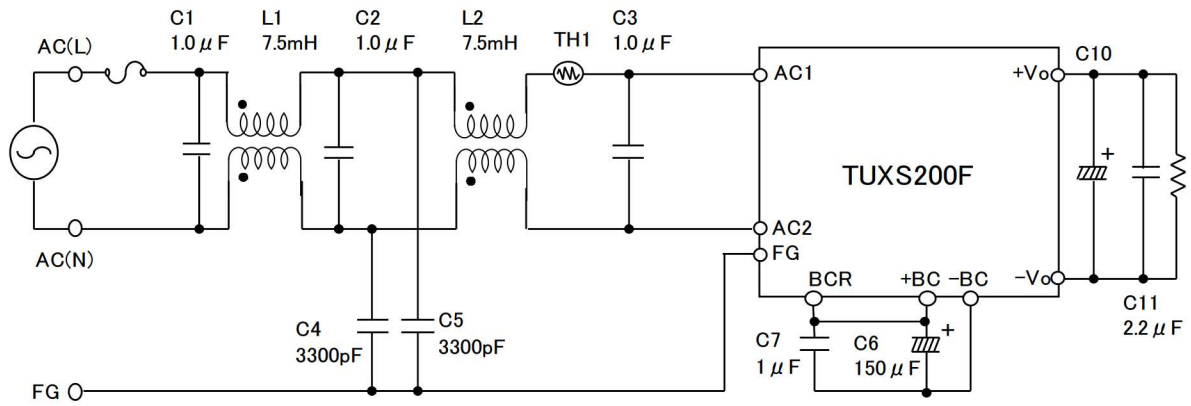 C1
1.0μF
L1
7.5mH
C2
1.0μF
L2
7.5mH
TH1
C3
1.0μF
AC(L)
AC(N)
AC1
AC2
FG
TUXS200F
+Vo
-Vo
BCR
+BC
-BC
C10
+
C11
2.2μF
C4
3300pF
C5
3300pF
C7
1μF
C6
150μF
+
FG